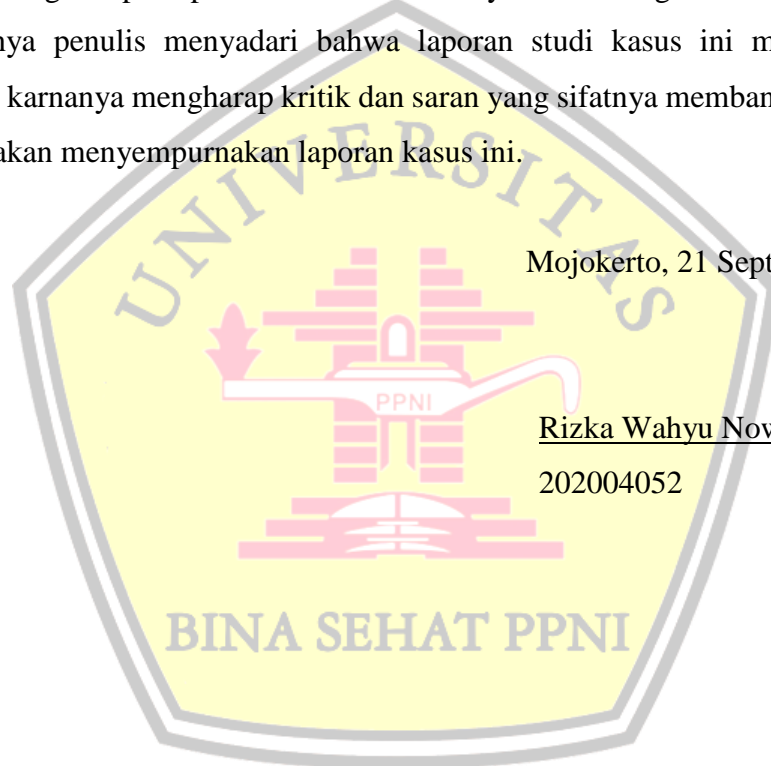 nya penulis menyadari bahwa laporan studi kasus ini m
karnanya mengharap kritik dan saran yang sifatnya memban
akan menyempurnakan laporan kasus ini.
UNIVERSITAS
Mojokerto, 21 Sept
PPNI
Rizka Wahyu Nov
202004052
BINA SEHAT PPNI